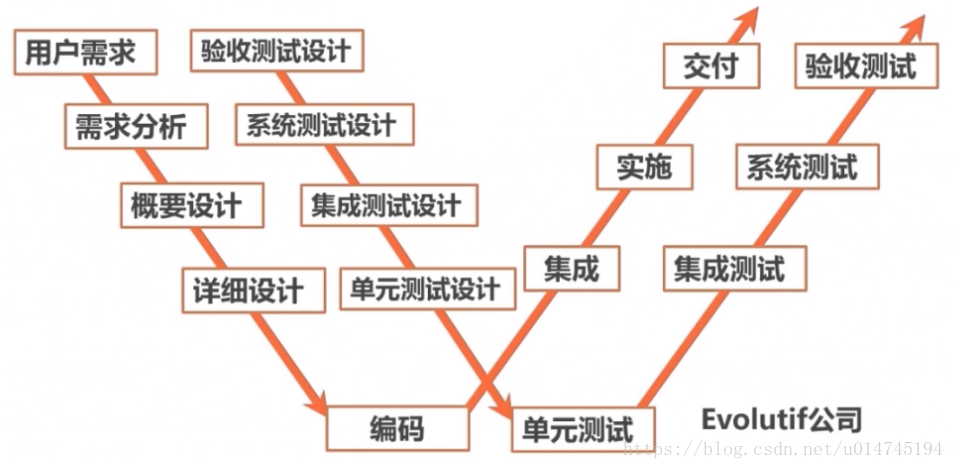 用户需求
验收测试设计
交付
验收测试
需求分析
系统测试设计
实施
系统测试
概要设计
集成测试设计
集成
集成测试
详细设计
单元测试设计
编码
单元测试
Evolutif公司
https://blog.csdn.net/u014745194